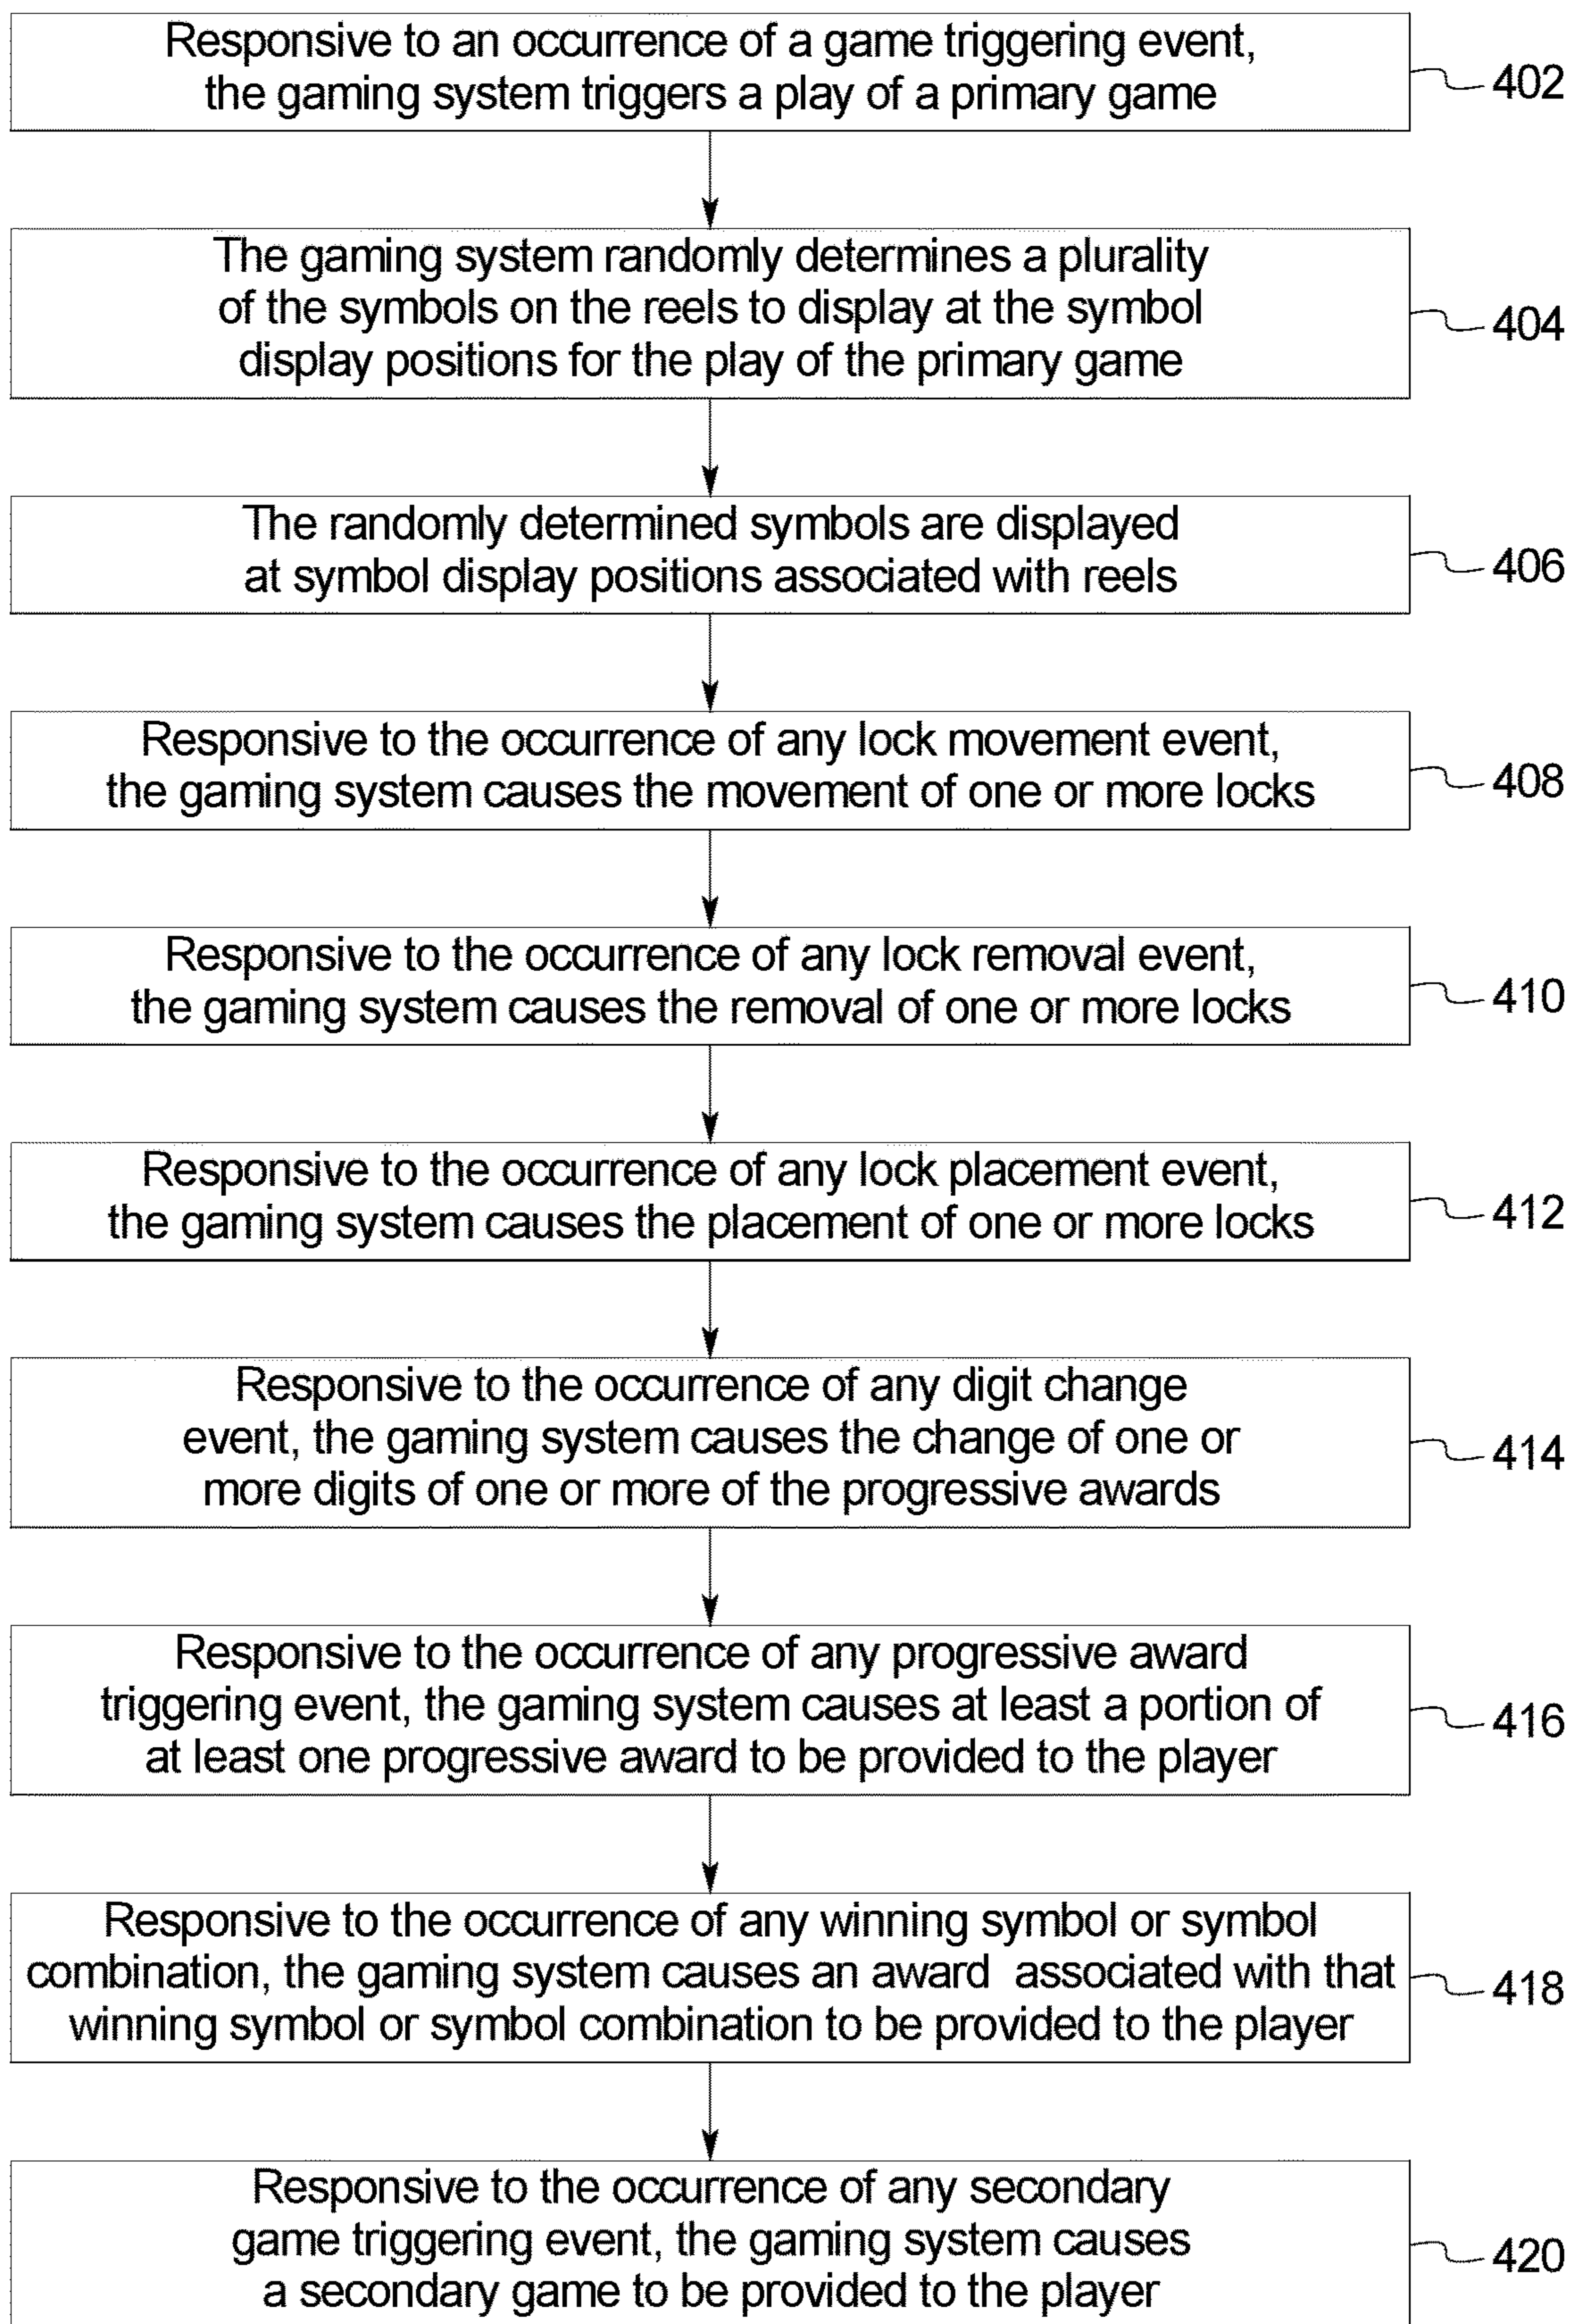 Responsive to an occurrence of a game triggering event,
the gaming system triggers a play of a primary game
402
The gaming system randomly determines a plurality
of the symbols on the reels to display at the symbol
display positions for the play of the primary game
404
The randomly determined symbols are displayed
at symbol display positions associated with reels
406
Responsive to the occurrence of any lock movement event,
the gaming system causes the movement of one or more locks
408
Responsive to the occurrence of any lock removal event,
the gaming system causes the removal of one or more locks
410
Responsive to the occurrence of any lock placement event,
the gaming system causes the placement of one or more locks
412
Responsive to the occurrence of any digit change
event, the gaming system causes the change of one or
more digits of one or more of the progressive awards
414
Responsive to the occurrence of any progressive award
triggering event, the gaming system causes at least a portion of
at least one progressive award to be provided to the player
416
Responsive to the occurrence of any winning symbol or symbol
combination, the gaming system causes an award associated with that
winning symbol or symbol combination to be provided to the player
418
Responsive to the occurrence of any secondary
game triggering event, the gaming system causes
a secondary game to be provided to the player
420